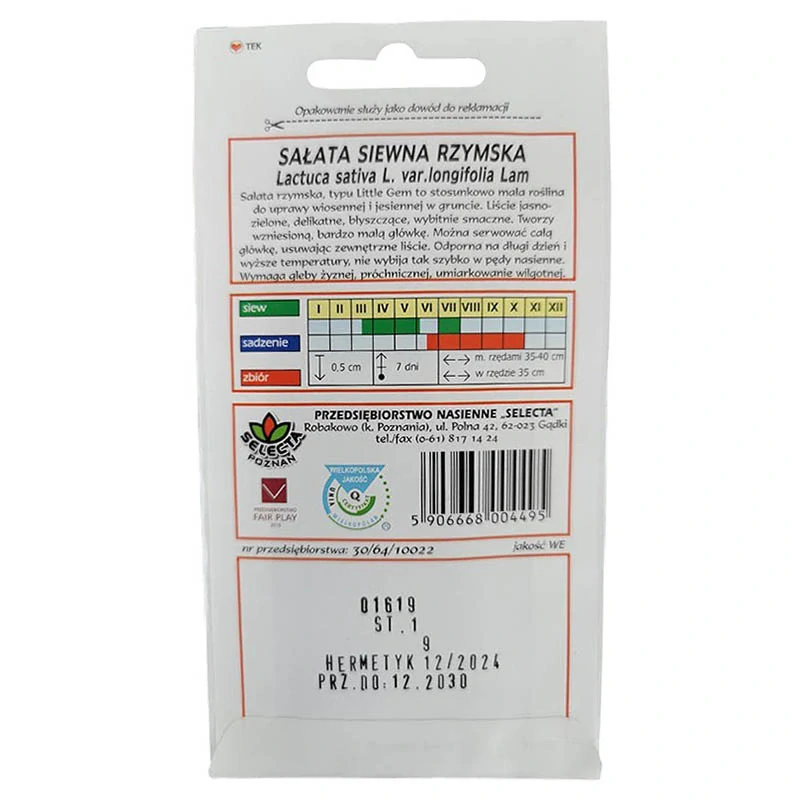 TEK
Opakowanie służy jako dowód do reklamacji
SAŁATA SIEWNA RZYMSKA
Lactuca sativa L. var.longifolia Lam
Sałata rzymska, typu Little Gem to stosunkowo mała roślina
do uprawy wiosennej i jesiennej w gruncie. Liście jasno-
zielone, delikatne, błyszczące, wybitnie smaczne. Tworzy
wzniesioną, bardzo małą główkę. Można serwować całą
główkę, usuwając zewnętrzne liście. Odporna na długi dzień i
wyższe temperatury, nie wybija tak szybko w pędy nasienne.
Wymaga gleby żyznej, próchnicznej, umiarkowanie wilgotnej.
siew I II III IV V VI VII VIII IX X XI XII
sadzenie
zbiór
0,5 cm
7 dni
m. rzędami 35-40 cm
w rzędzie 35 cm
PRZEDSIĘBIORSTWO NASIENNE „SELECTA"
Robakowo (k. Poznania), ul. Polna 42, 62-023 Gądki
tel./fax (0-61) 817 14 24
SELECTA
POZNAŃ
PRZEDSIĘBIORSTWO
FAIR PLAY
WIELKOPOLSKA
JAKOŚĆ
Q
CERTYFIKAT
UNIA
WIELKOPOLAN
5 906668 004495
nr przedsiębiorstwa: 30/64/10022
jakość WE
01619
ST.1
9
HERMETYK 12/2024
PRZ.DO:12.2030